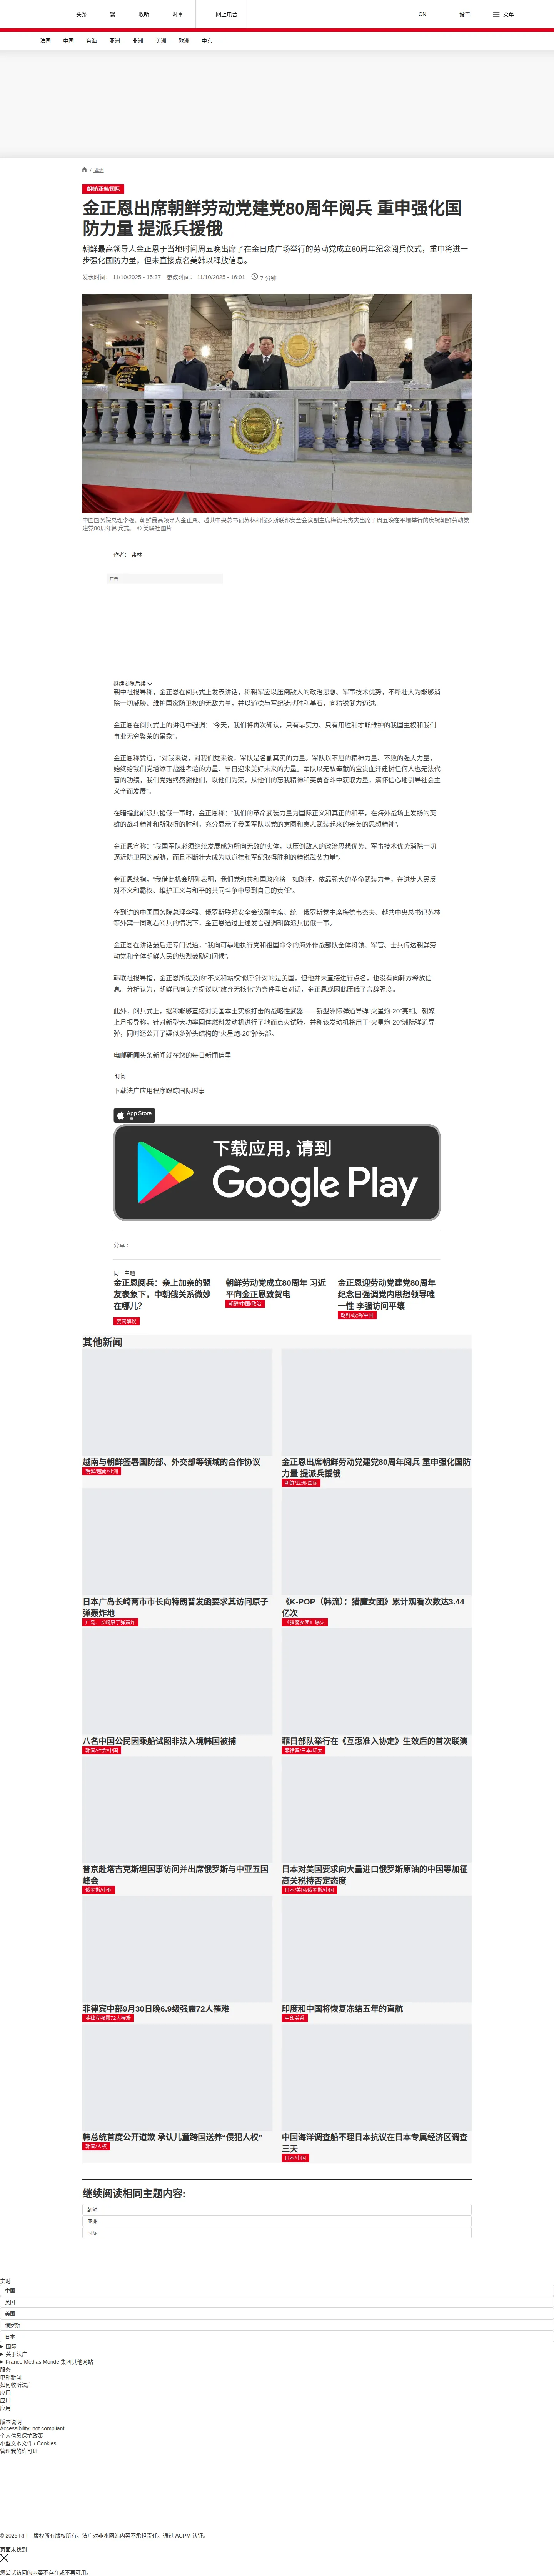 头条
繁
收听
时事
网上电台
CN
设置
菜单
法国
中国
台海
亚洲
非洲
美洲
欧洲
中东
/ 亚洲
朝鲜/亚洲/国际
金正恩出席朝鲜劳动党建党80周年阅兵 重申强化国
防力量 提派兵援俄
朝鲜最高领导人金正恩于当地时间周五晚出席了在金日成广场举行的劳动党成立80周年纪念阅兵仪式，重申将进一
步强化国防力量，但未直接点名美韩以释放信息。
发表时间： 11/10/2025 - 15:37
更改时间： 11/10/2025 - 16:01
7 分钟
中国国务院总理李强、朝鲜最高领导人金正恩、越共中央总书记苏林和俄罗斯联邦安全会议副主席梅德韦杰夫出席了周五晚在平壤举行的庆祝朝鲜劳动党
建党80周年阅兵式。 © 美联社图片
作者： 弗林
广告
继续浏览后续
朝中社报导称，金正恩在阅兵式上发表讲话，称朝军应以压倒敌人的政治思想、军事技术优势，不断壮大为能够消
除一切威胁、维护国家防卫权的无敌力量，并以道德与军纪铸就胜利基石，向精锐武力迈进。
金正恩在阅兵式上的讲话中强调：“今天，我们将再次确认，只有靠实力、只有用胜利才能维护的我国主权和我们
事业无穷繁荣的景象”。
金正恩称赞道，“对我来说，对我们党来说，军队是名副其实的力量。军队以不屈的精神力量、不败的强大力量，
始终给我们党增添了战胜考验的力量、早日迎来美好未来的力量。军队以无私奉献的宝贵血汗建树任何人也无法代
替的功绩，我们党始终感谢他们，以他们为荣，从他们的忘我精神和英勇奋斗中获取力量，满怀信心地引导社会主
义全面发展”。
在暗指此前派兵援俄一事时，金正恩称：“我们的革命武装力量为国际正义和真正的和平，在海外战场上发扬的英
雄的战斗精神和所取得的胜利，充分显示了我国军队以党的意图和意志武装起来的完美的思想精神”。
金正恩宣称：“我国军队必须继续发展成为所向无敌的实体，以压倒敌人的政治思想优势、军事技术优势消除一切
逼近防卫圈的威胁，而且不断壮大成为以道德和军纪取得胜利的精锐武装力量”。
金正恩续指，“我借此机会明确表明，我们党和共和国政府将一如既往，依靠强大的革命武装力量，在进步人民反
对不义和霸权、维护正义与和平的共同斗争中尽到自己的责任”。
在到访的中国国务院总理李强、俄罗斯联邦安全会议副主席、统一俄罗斯党主席梅德韦杰夫、越共中央总书记苏林
等外宾一同观看阅兵的情况下，金正恩通过上述发言强调朝鲜派兵援俄一事。
金正恩在讲话最后还专门说道，“我向可靠地执行党和祖国命令的海外作战部队全体将领、军官、士兵传达朝鲜劳
动党和全体朝鲜人民的热烈鼓励和问候”。
韩联社报导指，金正恩所提及的“不义和霸权”似乎针对的是美国，但他并未直接进行点名，也没有向韩方释放信
息。分析认为，朝鲜已向美方提议以“放弃无核化”为条件重启对话，金正恩或因此压低了言辞强度。
此外，阅兵式上，据称能够直接对美国本土实施打击的战略性武器——新型洲际弹道导弹“火星炮-20”亮相。朝媒
上月报导称，针对新型大功率固体燃料发动机进行了地面点火试验，并称该发动机将用于“火星炮-20”洲际弹道导
弹，同时还公开了疑似多弹头结构的“火星炮-20”弹头部。
电邮新闻头条新闻就在您的每日新闻信里
订阅
下载法广应用程序跟踪国际时事
App Store
下载
下载应用，请到
Google Play
分享 :
同一主题
金正恩阅兵：亲上加亲的盟
友表象下，中朝俄关系微妙
在哪儿?
要闻解说
朝鲜劳动党成立80周年 习近
平向金正恩致贺电
朝鲜/中国/政治
金正恩迎劳动党建党80周年
纪念日强调党内思想领导唯
一性 李强访问平壤
朝鲜/政治/中国
其他新闻
越南与朝鲜签署国防部、外交部等领域的合作协议
朝鲜/越南/亚洲
金正恩出席朝鲜劳动党建党80周年阅兵 重申强化国防
力量 提派兵援俄
朝鲜/亚洲/国际
日本广岛长崎两市市长向特朗普发函要求其访问原子
弹轰炸地
广岛、长崎原子弹轰炸
《K-POP（韩流）：猎魔女团》累计观看次数达3.44
亿次
《猎魔女团》爆火
八名中国公民因乘船试图非法入境韩国被捕
韩国/社会/中国
菲日部队举行在《互惠准入协定》生效后的首次联演
菲律宾/日本/印太
普京赴塔吉克斯坦国事访问并出席俄罗斯与中亚五国
峰会
俄罗斯/中亚
日本对美国要求向大量进口俄罗斯原油的中国等加征
高关税持否定态度
日本/美国/俄罗斯/中国
菲律宾中部9月30日晚6.9级强震72人罹难
菲律宾强震72人罹难
印度和中国将恢复冻结五年的直航
中印关系
韩总统首度公开道歉 承认儿童跨国送养“侵犯人权”
韩国/人权
中国海洋调查船不理日本抗议在日本专属经济区调查
三天
日本/中国
继续阅读相同主题内容:
朝鲜
亚洲
国际
实时
中国
英国
美国
俄罗斯
日本
国际
关于法广
France Médias Monde 集团其他网站
服务
电邮新闻
如何收听法广
应用
应用
应用
版本说明
Accessibility: not compliant
个人信息保护政策
小型文本文件 / Cookies
管理我的许可证
© 2025 RFI – 版权所有版权所有。法广对非本网站内容不承担责任。通过 ACPM 认证。
页面未找到
您尝试访问的内容不存在或不再可用。